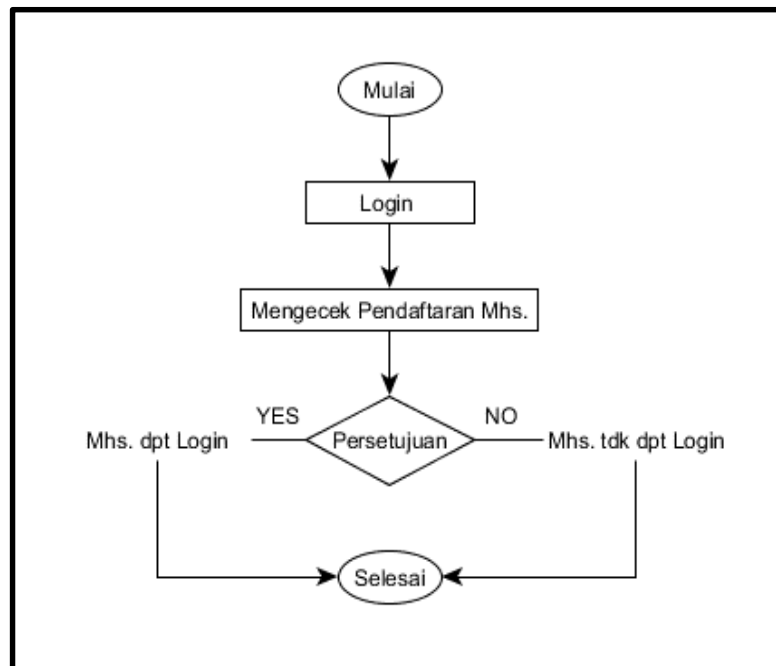 Mulai
Login
Mengecek Pendaftaran Mhs.
YES
NO
Mhs. dpt Login
Persetujuan
Mhs. tdk dpt Login
Selesai